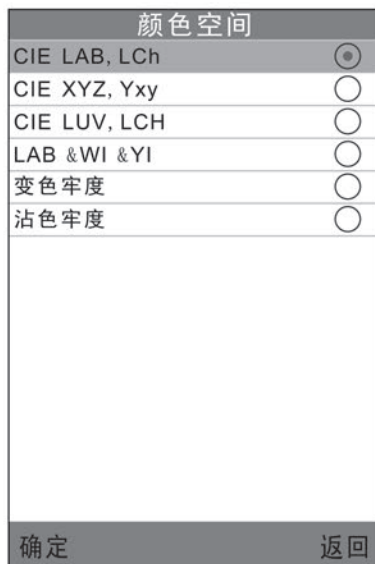 颜色空间
CIE LAB, LCh
CIE XYZ, Yxy
CIE LUV, LCH
LAB &WI &YI
变色牢度
沾色牢度
确定 返回